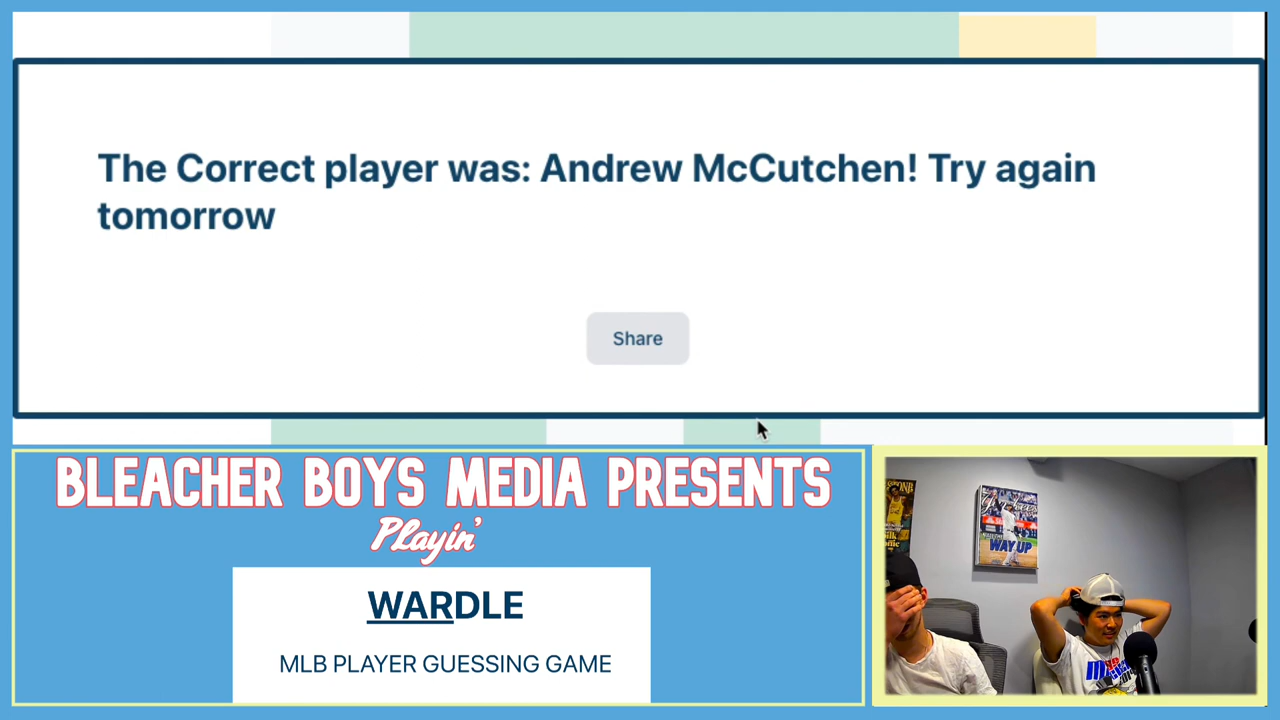 The Correct player was: Andrew McCutchen! Try again
tomorrow
Share
BLEACHER BOYS MEDIA PRESENTS
Playin'
WARDLE
MLB PLAYER GUESSING GAME
WAY UP